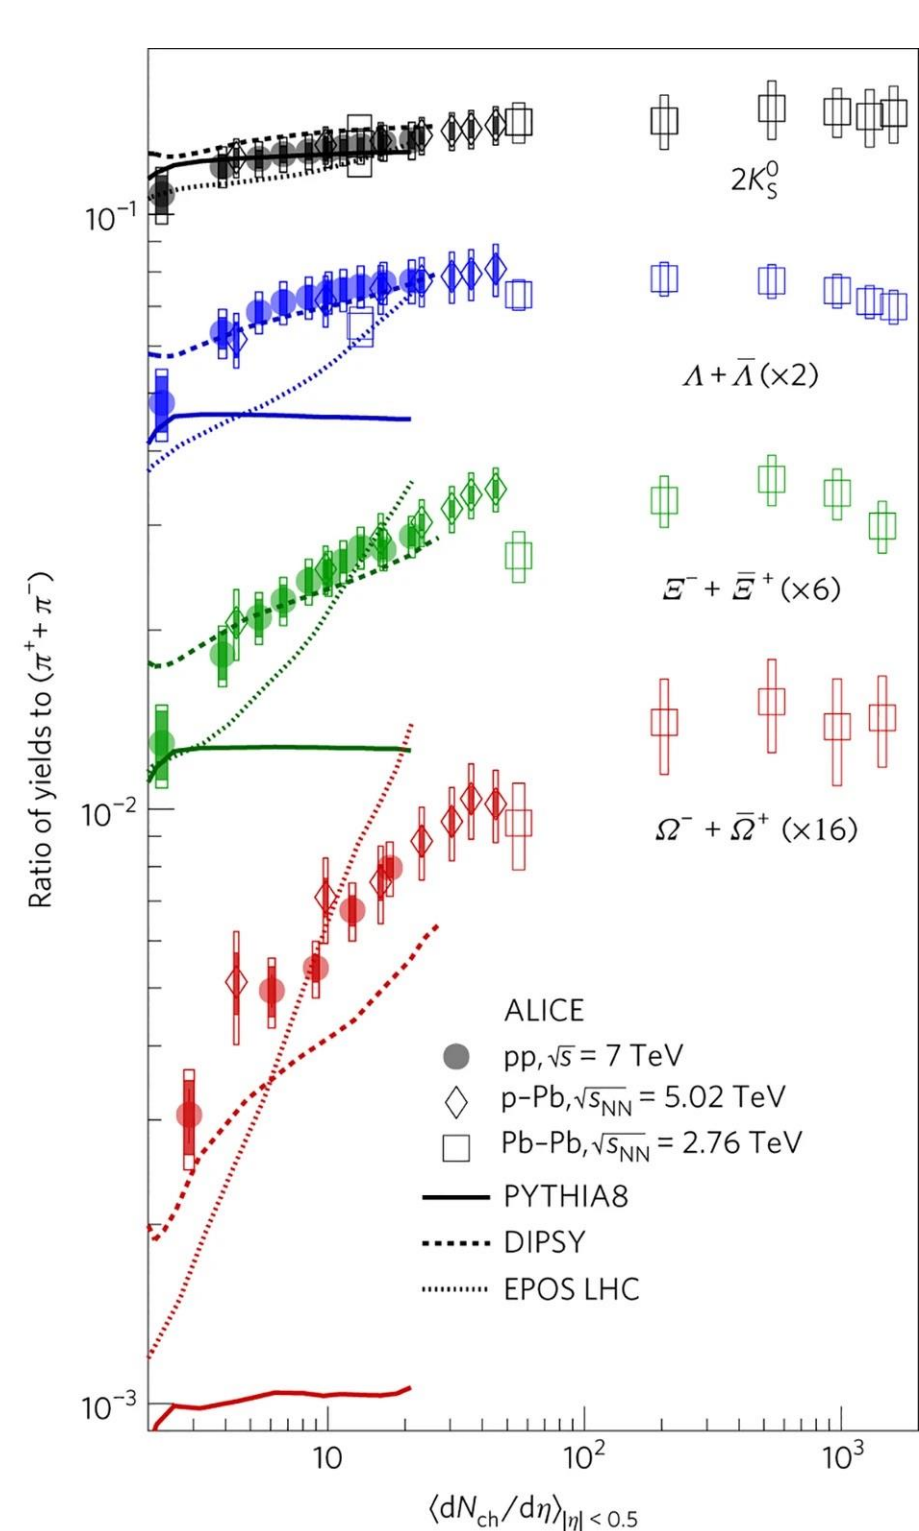 10⁻¹
2K⁰S
Λ + Λ̅ (×2)
Ratio of yields to (π⁺ + π⁻)
Ξ⁻ + Ξ̅⁺ (×6)
10⁻²
Ω⁻ + Ω̅⁺ (×16)
ALICE
pp, √s = 7 TeV
p–Pb, √sNN = 5.02 TeV
Pb–Pb, √sNN = 2.76 TeV
PYTHIA8
DIPSY
EPOS LHC
10⁻³
10 10² 10³
⟨dNch/dη⟩|η| < 0.5